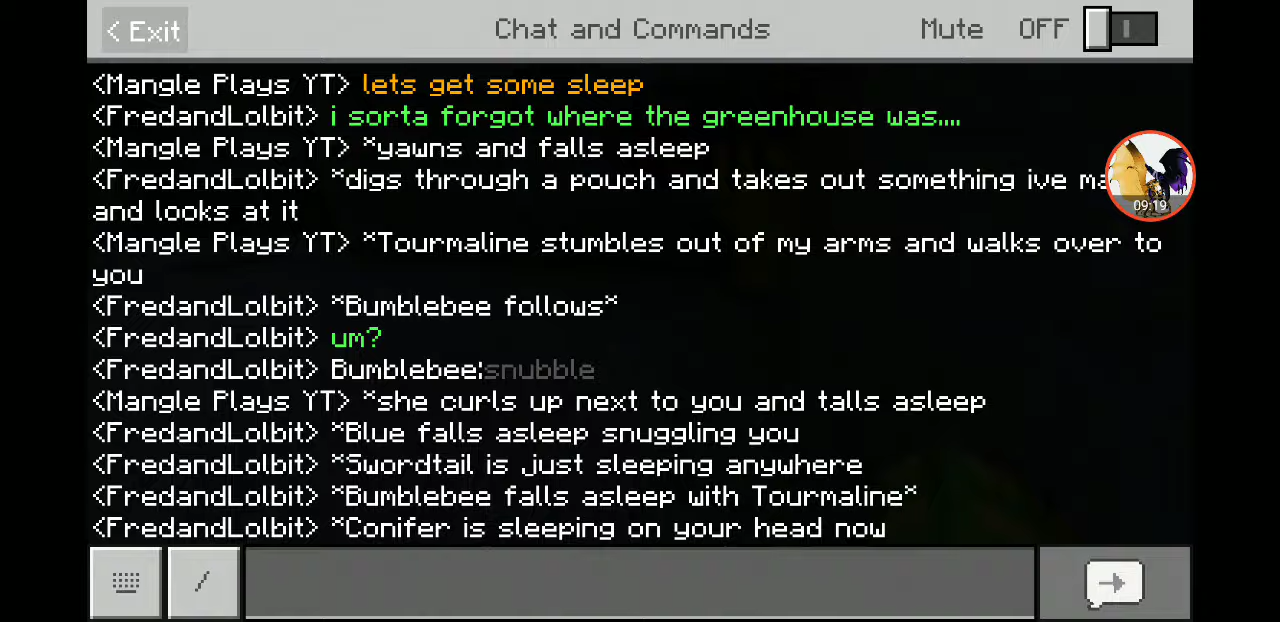 < Exit Chat and Commands Mute OFF
<Mangle Plays YT> lets get some sleep
<FredandLolbit> i sorta forgot where the greenhouse was....
<Mangle Plays YT> *yawns and falls asleep
<FredandLolbit> *digs through a pouch and takes out something ive
and looks at it
09:19
<Mangle Plays YT> *Tourmaline stumbles out of my arms and walks over to
you
<FredandLolbit> *Bumblebee follows*
<FredandLolbit> um?
<FredandLolbit> Bumblebee:snubble
<Mangle Plays YT> *she curls up next to you and talls asleep
<FredandLolbit> *Blue falls asleep snuggling you
<FredandLolbit> *Swordtail is just sleeping anywhere
<FredandLolbit> *Bumblebee falls asleep with Tourmaline*
<FredandLolbit> *Conifer is sleeping on your head now
/